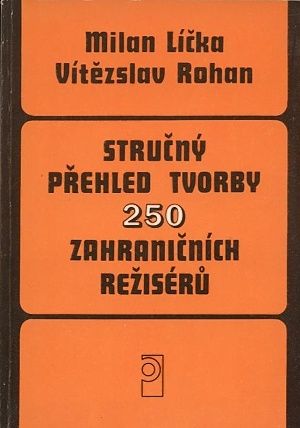 Milan Líčka
Vítězslav Rohan
STRUČNÝ
PŘEHLED TVORBY
250
ZAHRANIČNÍCH
REŽISÉRŮ